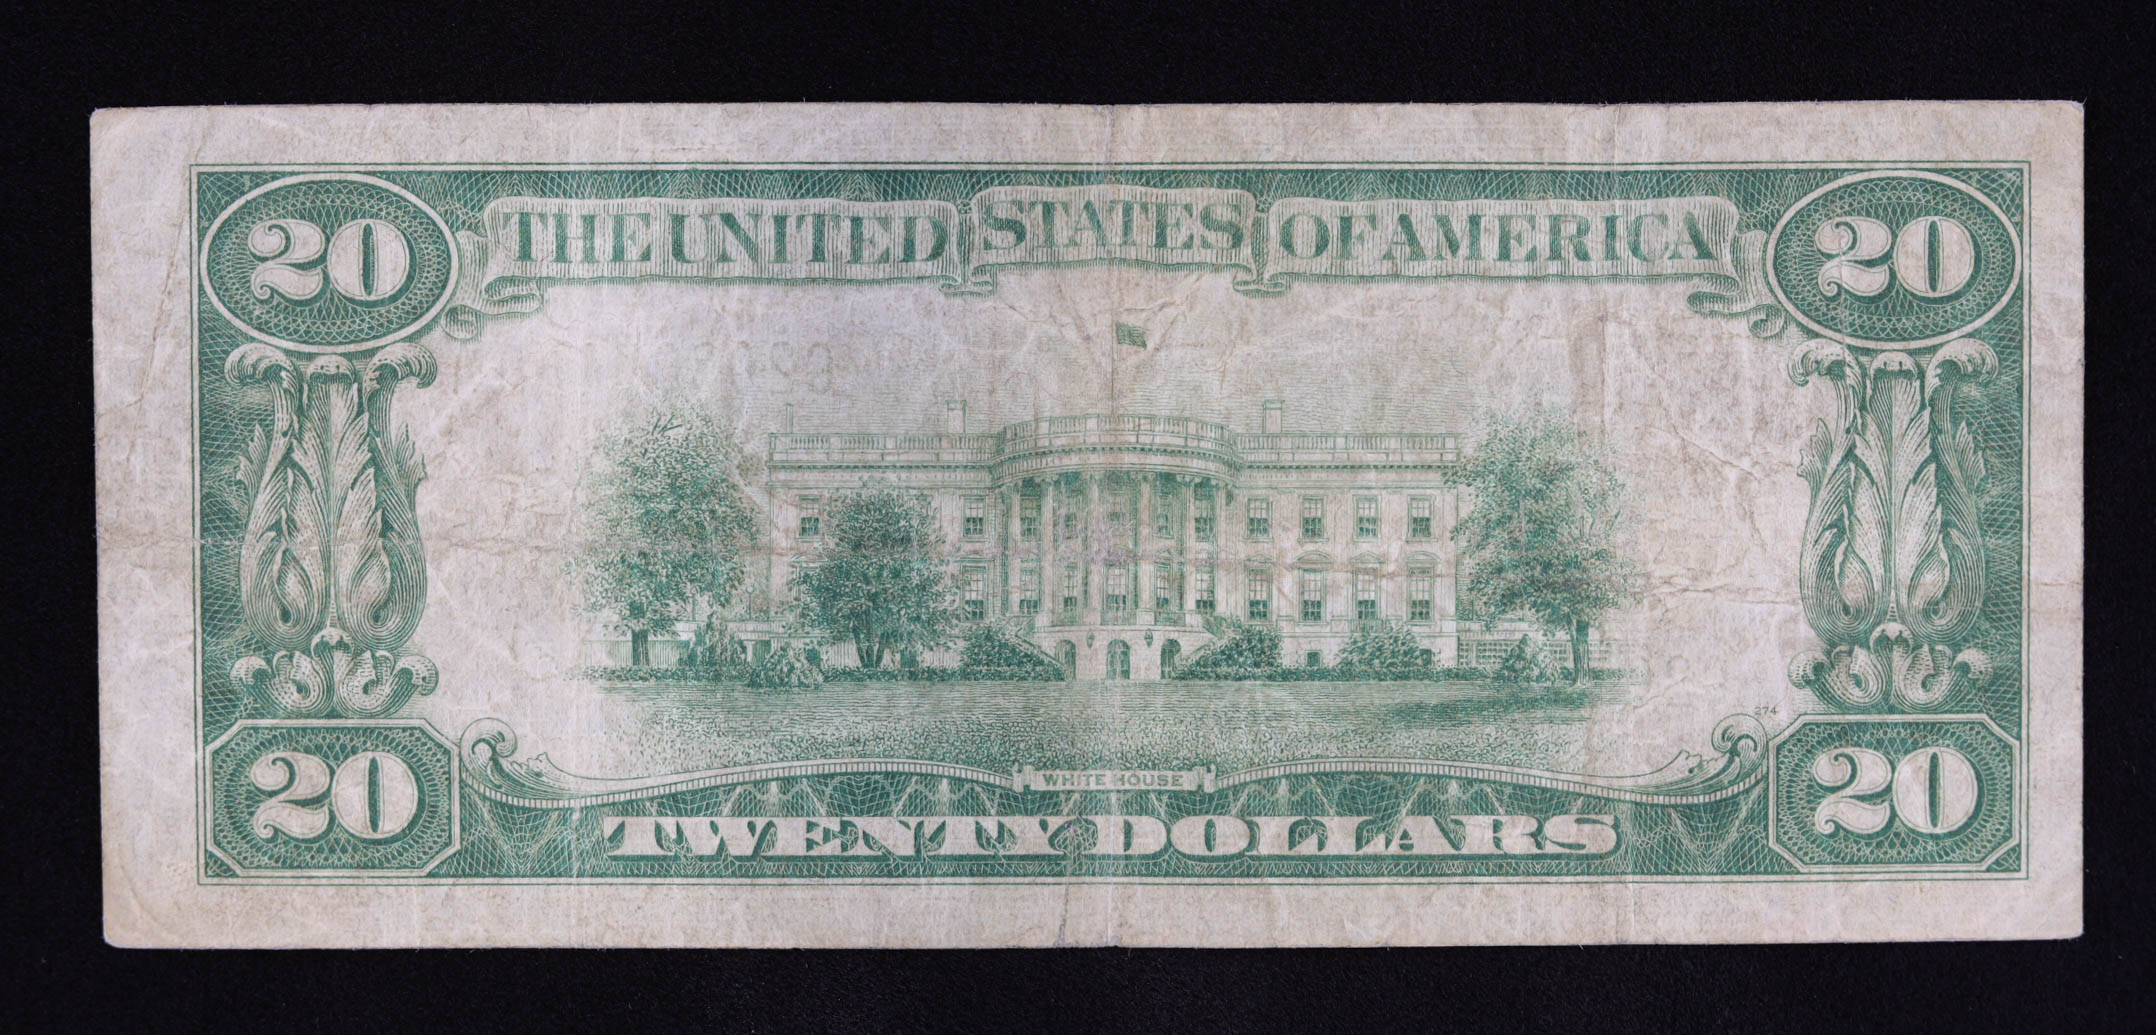 20 THE UNITED STATES OF AMERICA 20
274
WHITE HOUSE
20 TWENTY DOLLARS 20